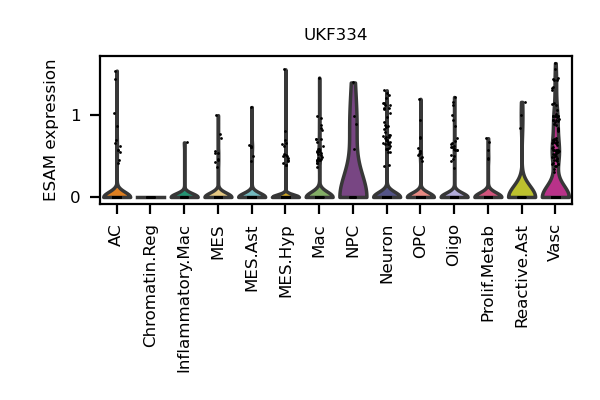 UKF334
ESAM expression
1
0
AC
Chromatin.Reg
Inflammatory.Mac
MES
MES.Ast
MES.Hyp
Mac
NPC
Neuron
OPC
Oligo
Prolif.Metab
Reactive.Ast
Vasc